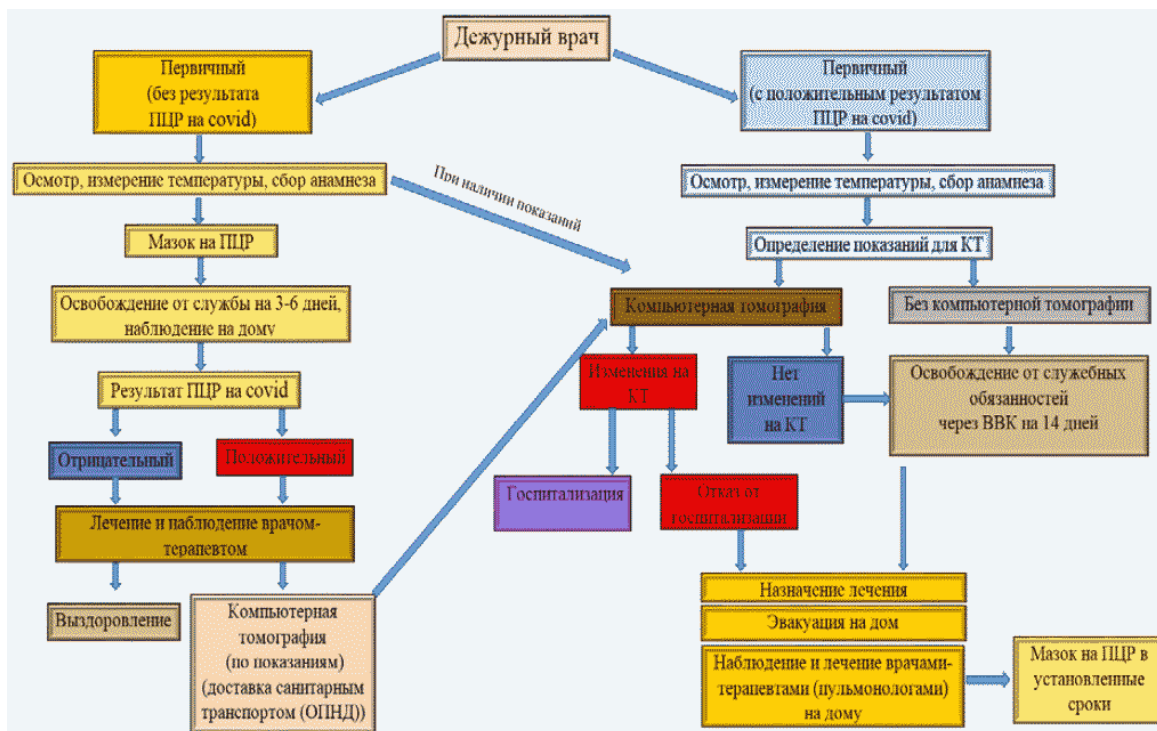 Дежурный врач
Первичный
(без результата
ПЦР на covid)
Первичный
(с положительным результатом
ПЦР на covid)
Осмотр, измерение температуры, сбор анамнеза
При наличии показаний
Осмотр, измерение температуры, сбор анамнеза
Мазок на ПЦР
Определение показаний для КТ
Освобождение от службы на 3-6 дней,
наблюдение на дому
Компьютерная томография
Без компьютерной томографии
Результат ПЦР на covid
Изменения на
КТ
Нет
изменений
на КТ
Освобождение от служебных
обязанностей
через ВВК на 14 дней
Отрицательный
Положительный
Госпитализация
Отказ от
госпитализации
Лечение и наблюдение врачом-
терапевтом
Выздоровление
Компьютерная
томография
(по показаниям)
(доставка санитарным
транспортом (ОПНД))
Назначение лечения
Эвакуация на дом
Наблюдение и лечение врачами-
терапевтами (пульмонологами)
на дому
Мазок на ПЦР в
установленные
сроки